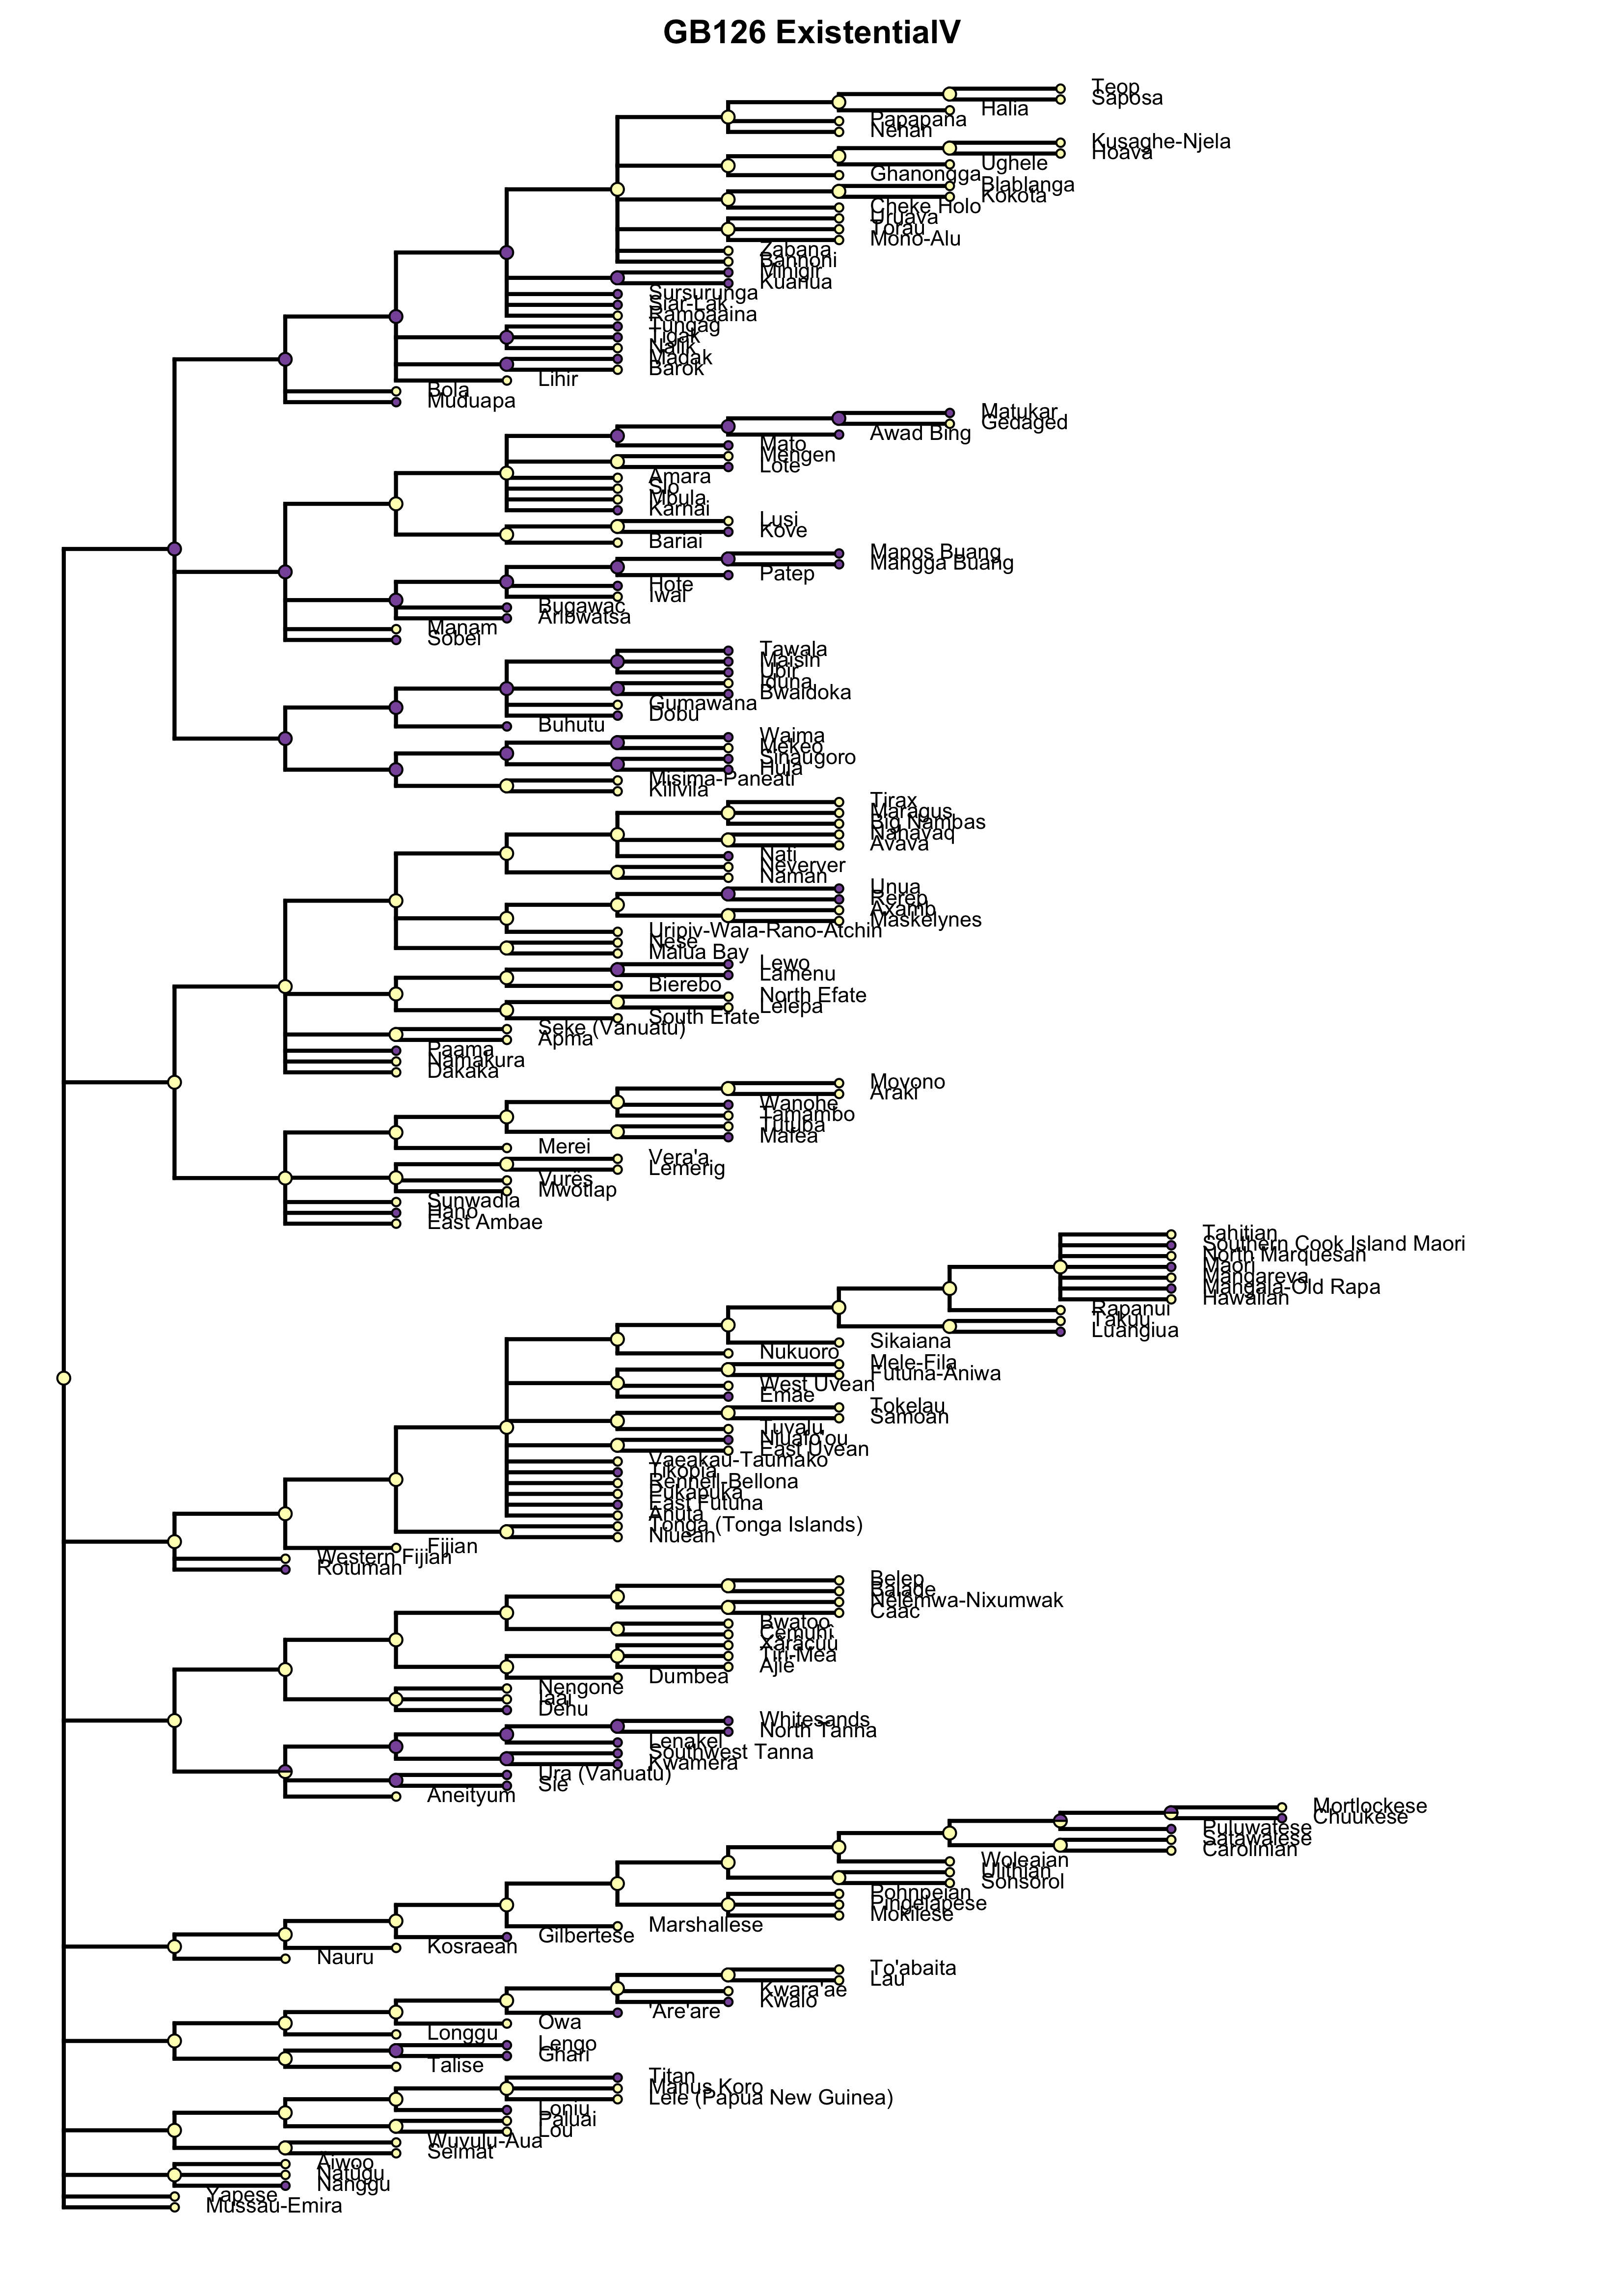 GB126 ExistentialV
Teop
Saposa
Halia
Papapana
Nehan
Kusaghe-Njela
Hoava
Ughele
Ghanongga
Blablanga
Kokota
Cheke Holo
Uruava
Torau
Mono-Alu
Zabana
Bannoni
Minigir
Kuanua
Sursurunga
Siar-Lak
Ramoaaina
Tungag
Tigak
Nalik
Madak
Barok
Lihir
Bola
Muduapa
Matukar
Gedaged
Awad Bing
Mato
Mengen
Lote
Amara
Sio
Mbula
Karnai
Lusi
Kove
Bariai
Mapos Buang
Mangga Buang
Patep
Hote
Iwal
Bugawac
Aribwatsa
Manam
Sobei
Tawala
Maisin
Ubir
Iduna
Bwaidoka
Gumawana
Dobu
Buhutu
Waima
Mekeo
Sinaugoro
Hula
Misima-Paneati
Kilivila
Tirax
Maragus
Big Nambas
Nahavaq
Avava
Nati
Neverver
Naman
Unua
Rerep
Axamb
Maskelynes
Uripiv-Wala-Rano-Atchin
Nese
Malua Bay
Lewo
Lamenu
Bierebo
North Efate
Lelepa
South Efate
Seke (Vanuatu)
Apma
Paama
Namakura
Dakaka
Movono
Araki
Wanohe
Tamambo
Tutuba
Mafea
Merei
Vera'a
Lemerig
Vurës
Mwotlap
Sunwadia
Hano
East Ambae
Tahitian
Southern Cook Island Maori
North Marquesan
Maori
Mangareva
Mangaia-Old Rapa
Hawaiian
Rapanui
Takuu
Luangiua
Sikaiana
Nukuoro
Mele-Fila
Futuna-Aniwa
West Uvean
Emae
Tokelau
Samoan
Tuvalu
Niuafo'ou
East Uvean
Vaeakau-Taumako
Tikopia
Rennell-Bellona
Pukapuka
East Futuna
Anuta
Tonga (Tonga Islands)
Niuean
Fijian
Western Fijian
Rotuman
Belep
Balade
Nelemwa-Nixumwak
Caac
Bwatoo
Cemuhî
Xârâcùù
Tiri-Mea
Ajië
Dumbea
Nengone
Iaai
Dehu
Whitesands
North Tanna
Lenakel
Southwest Tanna
Kwamera
Ura (Vanuatu)
Sie
Aneityum
Mortlockese
Chuukese
Puluwatese
Satawalese
Carolinian
Woleaian
Ulithian
Sonsorol
Pohnpeian
Pingelapese
Mokilese
Marshallese
Gilbertese
Kosraean
Nauru
To'abaita
Lau
Kwara'ae
Kwaio
'Are'are
Owa
Longgu
Lengo
Ghari
Talise
Titan
Manus Koro
Lele (Papua New Guinea)
Loniu
Paluai
Lou
Wuvulu-Aua
Seimat
Aiwoo
Natügu
Nanggu
Yapese
Mussau-Emira